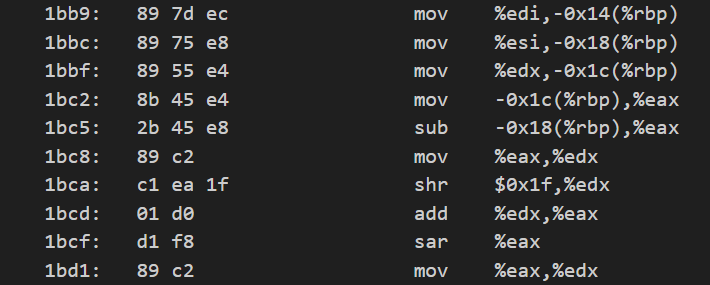 1bb9: 89 7d ec mov %edi,-0x14(%rbp)
1bbc: 89 75 e8 mov %esi,-0x18(%rbp)
1bbf: 89 55 e4 mov %edx,-0x1c(%rbp)
1bc2: 8b 45 e4 mov -0x1c(%rbp),%eax
1bc5: 2b 45 e8 sub -0x18(%rbp),%eax
1bc8: 89 c2 mov %eax,%edx
1bca: c1 ea 1f shr $0x1f,%edx
1bcd: 01 d0 add %edx,%eax
1bcf: d1 f8 sar %eax
1bd1: 89 c2 mov %eax,%edx